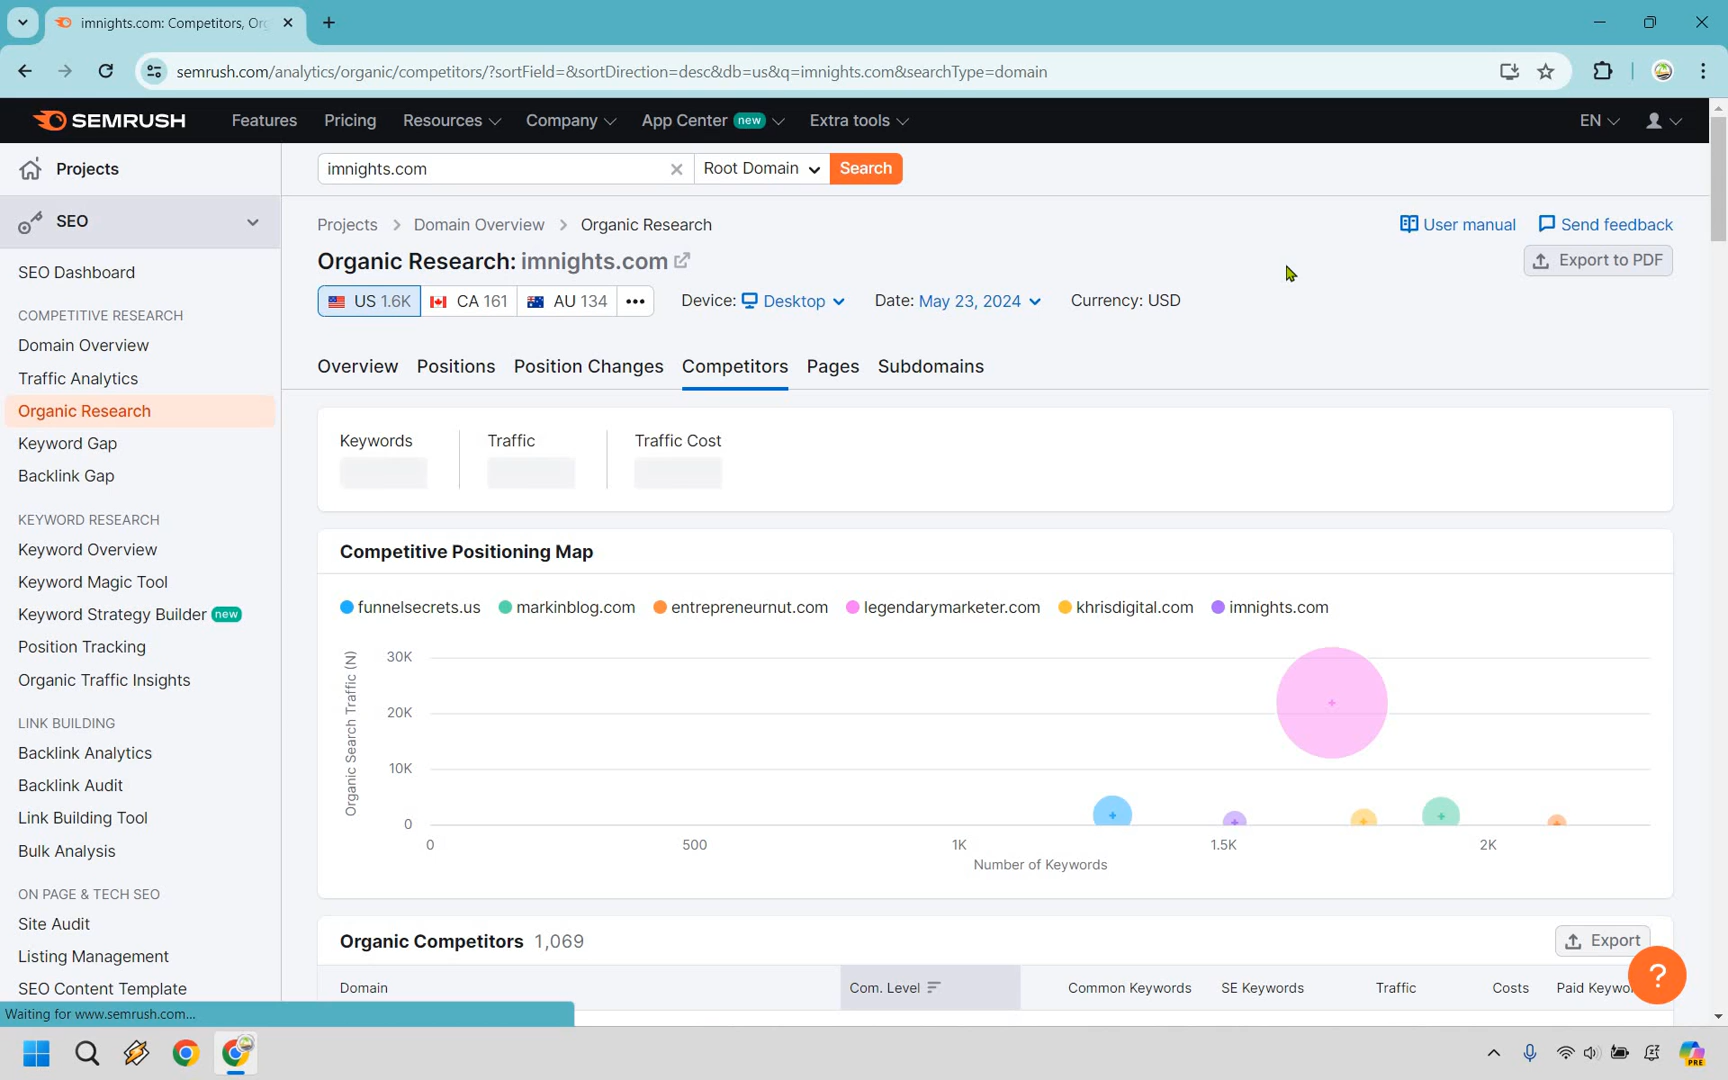 imnights.com: Competitors, Org
semrush.com/analytics/organic/competitors/?sortField=&sortDirection=desc&db=us&q=imnights.com&searchType=domain
SEMRUSH Features Pricing Resources Company App Center new Extra tools EN
Projects
imnights.com Root Domain Search
SEO
Projects > Domain Overview > Organic Research User manual Send feedback
Organic Research: imnights.com Export to PDF
US 1.6K CA 161 AU 134 ••• Device: Desktop Date: May 23, 2024 Currency: USD
Overview Positions Position Changes Competitors Pages Subdomains
SEO Dashboard
COMPETITIVE RESEARCH
Domain Overview
Traffic Analytics
Organic Research
Keyword Gap
Backlink Gap
KEYWORD RESEARCH
Keyword Overview
Keyword Magic Tool
Keyword Strategy Builder new
Position Tracking
Organic Traffic Insights
LINK BUILDING
Backlink Analytics
Backlink Audit
Link Building Tool
Bulk Analysis
ON PAGE & TECH SEO
Site Audit
Listing Management
SEO Content Template
Keywords Traffic Traffic Cost
Competitive Positioning Map
funnelsecrets.us markinblog.com entrepreneurnut.com legendarymarketer.com khrisdigital.com imnights.com
Organic Search Traffic (N)
30K
20K
10K
0
0 500 1K 1.5K 2K
Number of Keywords
Organic Competitors 1,069 Export
Domain Com. Level Common Keywords SE Keywords Traffic Costs Paid Keywo
?
Waiting for www.semrush.com...
PRE